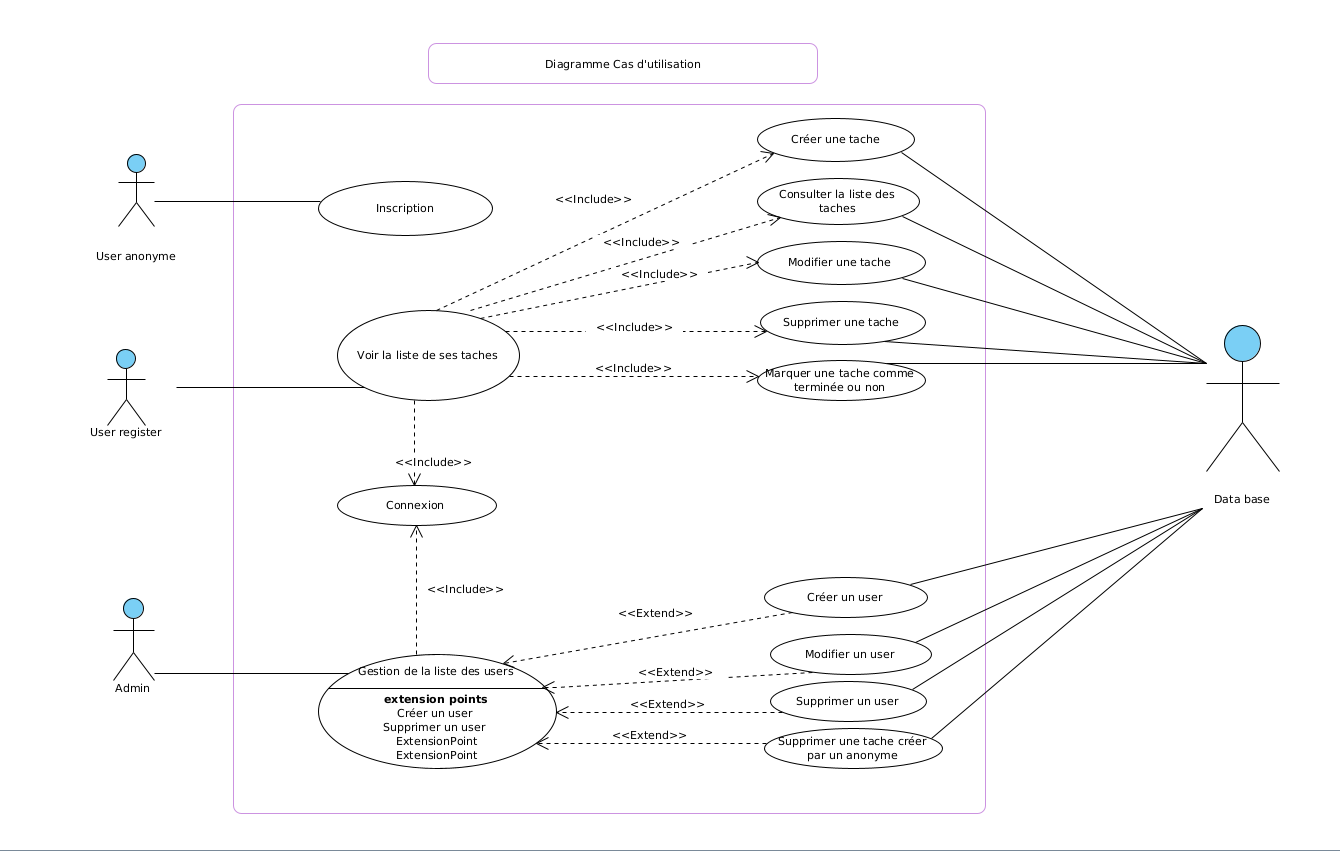 Diagramme Cas d'utilisation
Créer une tache
<<Include>>
Consulter la liste des
taches
Inscription
User anonyme
<<Include>>
Modifier une tache
<<Include>>
Supprimer une tache
<<Include>>
Voir la liste de ses taches
<<Include>>
Marquer une tache comme
terminée ou non
User register
<<Include>>
Connexion
Data base
<<Include>>
Créer un user
<<Extend>>
Modifier un user
Gestion de la liste des users
<<Extend>>
Admin
extension points
Créer un user
Supprimer un user
ExtensionPoint
ExtensionPoint
<<Extend>>
Supprimer un user
<<Extend>>
Supprimer une tache créer
par un anonyme